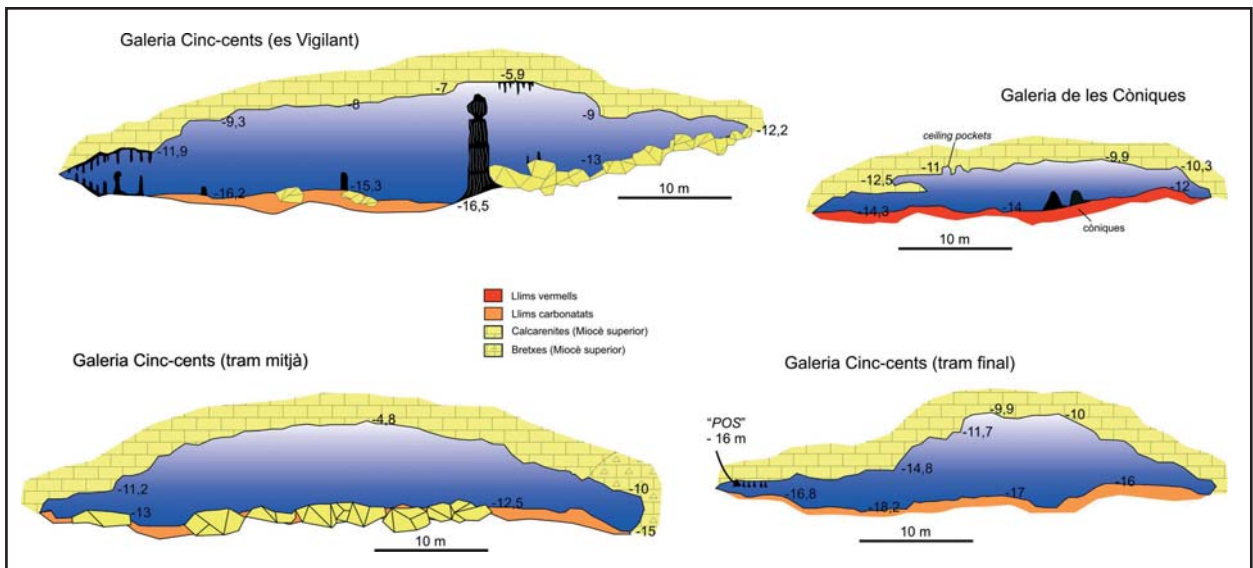 Galeria Cinc-cents (es Vigilant)
-5,9
-7
-8
-9,3
-9
-11,9
-12,2
-13
-16,2
-15,3
-16,5
10 m
Galeria de les Còniques
ceiling pockets
-9,9
-11
-10,3
-12,5
-12
-14,3
-14
còniques
10 m
Llims vermells
Llims carbonatats
Calcarenites (Miocè superior)
Bretxes (Miocè superior)
Galeria Cinc-cents (tram mitjà)
-4,8
-11,2
-10
-13
-12,5
-15
10 m
Galeria Cinc-cents (tram final)
"POS"
- 16 m
-9,9
-10
-11,7
-14,8
-16
-16,8
-17
-18,2
10 m